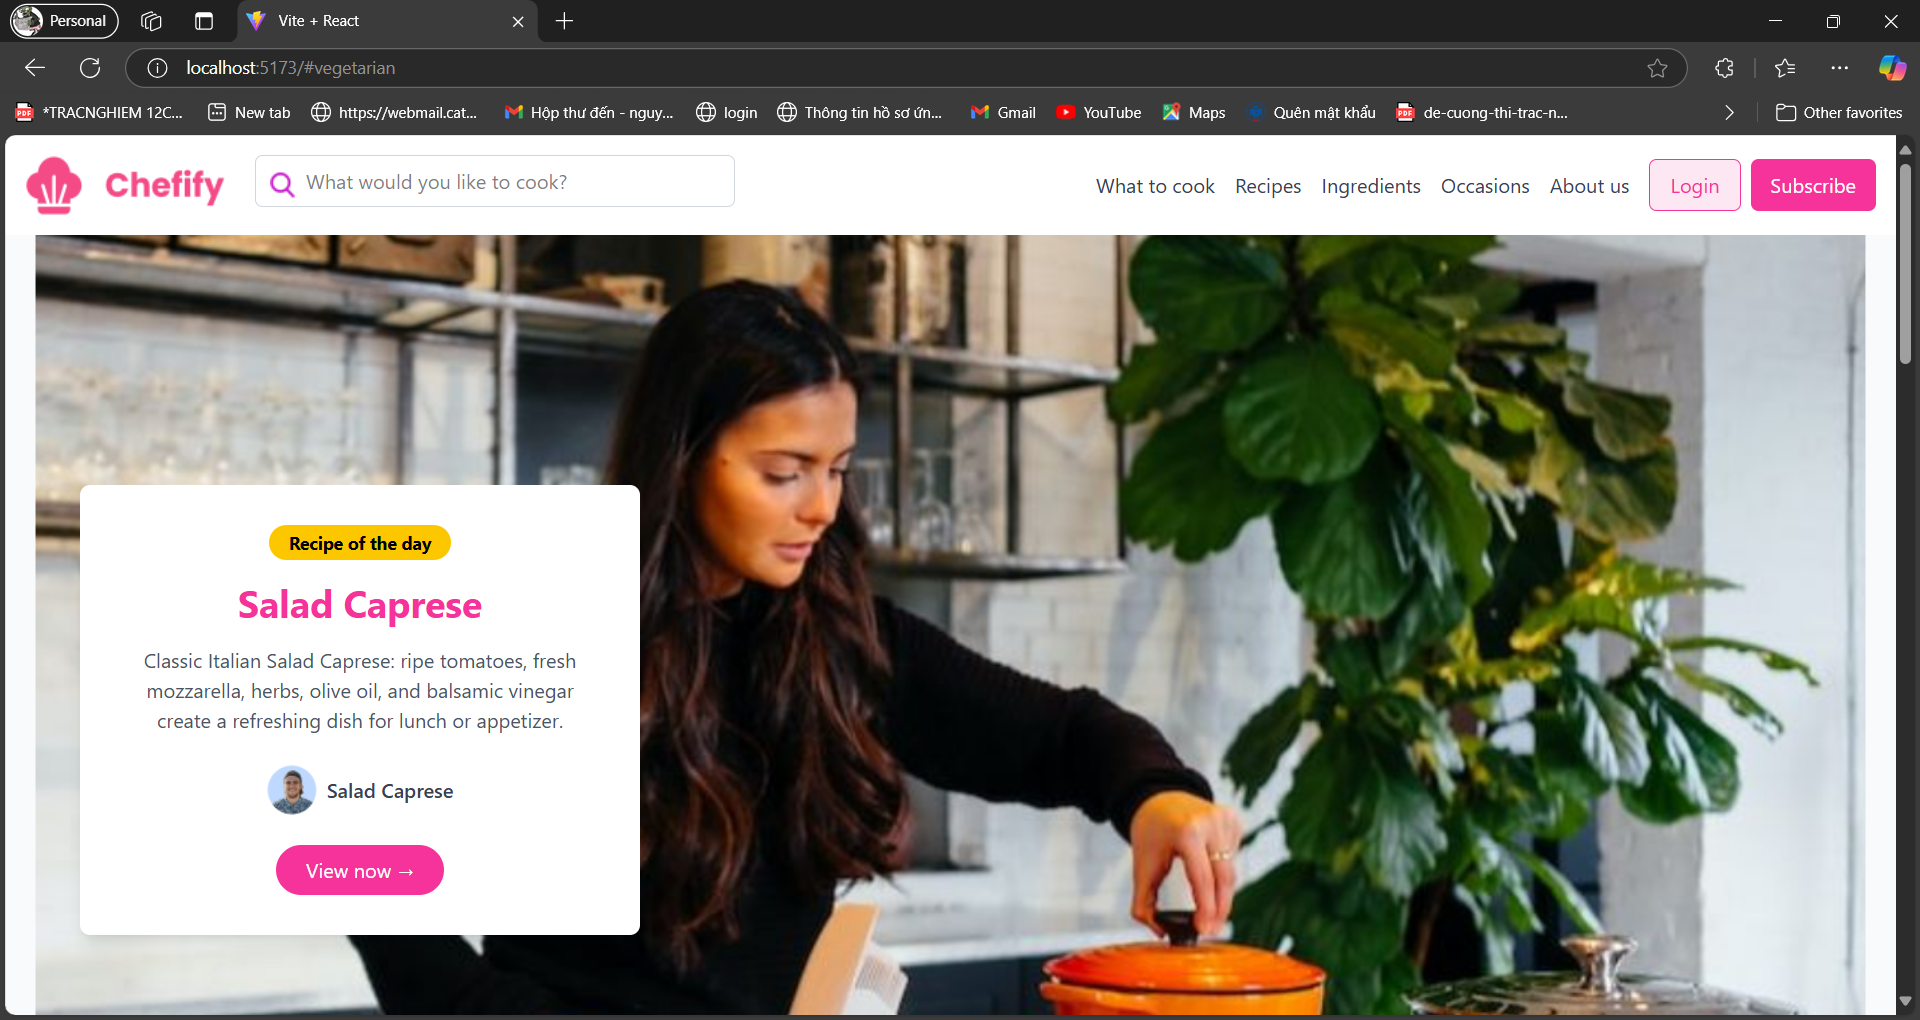 Personal
Vite + React
localhost:5173/#vegetarian
*TRACNGHIEM 12C...
New tab
https://webmail.cat...
Hộp thư đến - nguy...
login
Thông tin hồ sơ ứn...
Gmail
YouTube
Maps
Quên mật khẩu
de-cuong-thi-trac-n...
Other favorites
Chefify
What would you like to cook?
What to cook
Recipes
Ingredients
Occasions
About us
Login
Subscribe
Recipe of the day
Salad Caprese
Classic Italian Salad Caprese: ripe tomatoes, fresh
mozzarella, herbs, olive oil, and balsamic vinegar
create a refreshing dish for lunch or appetizer.
Salad Caprese
View now →